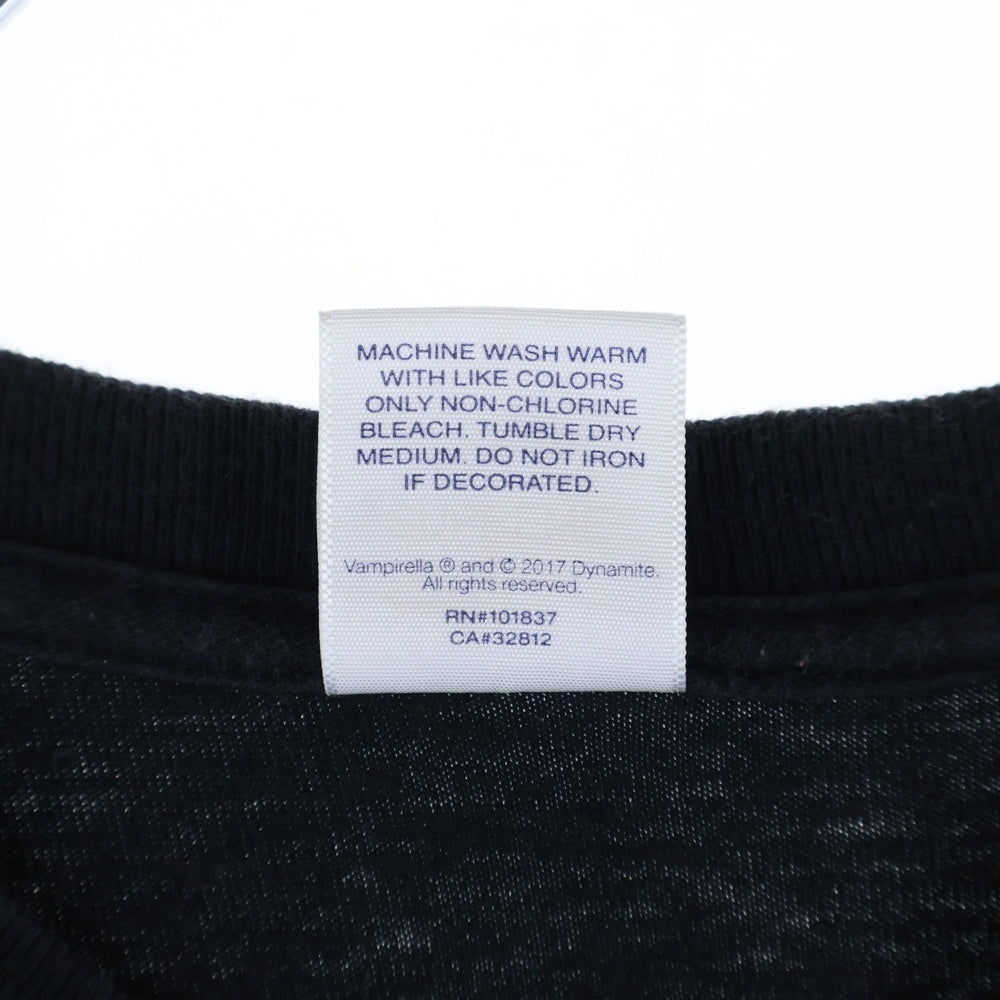 MACHINE WASH WARM
WITH LIKE COLORS
ONLY NON-CHLORINE
BLEACH. TUMBLE DRY
MEDIUM. DO NOT IRON
IF DECORATED.
Vampirella ® and © 2017 Dynamite.
All rights reserved.
RN#101837
CA#32812